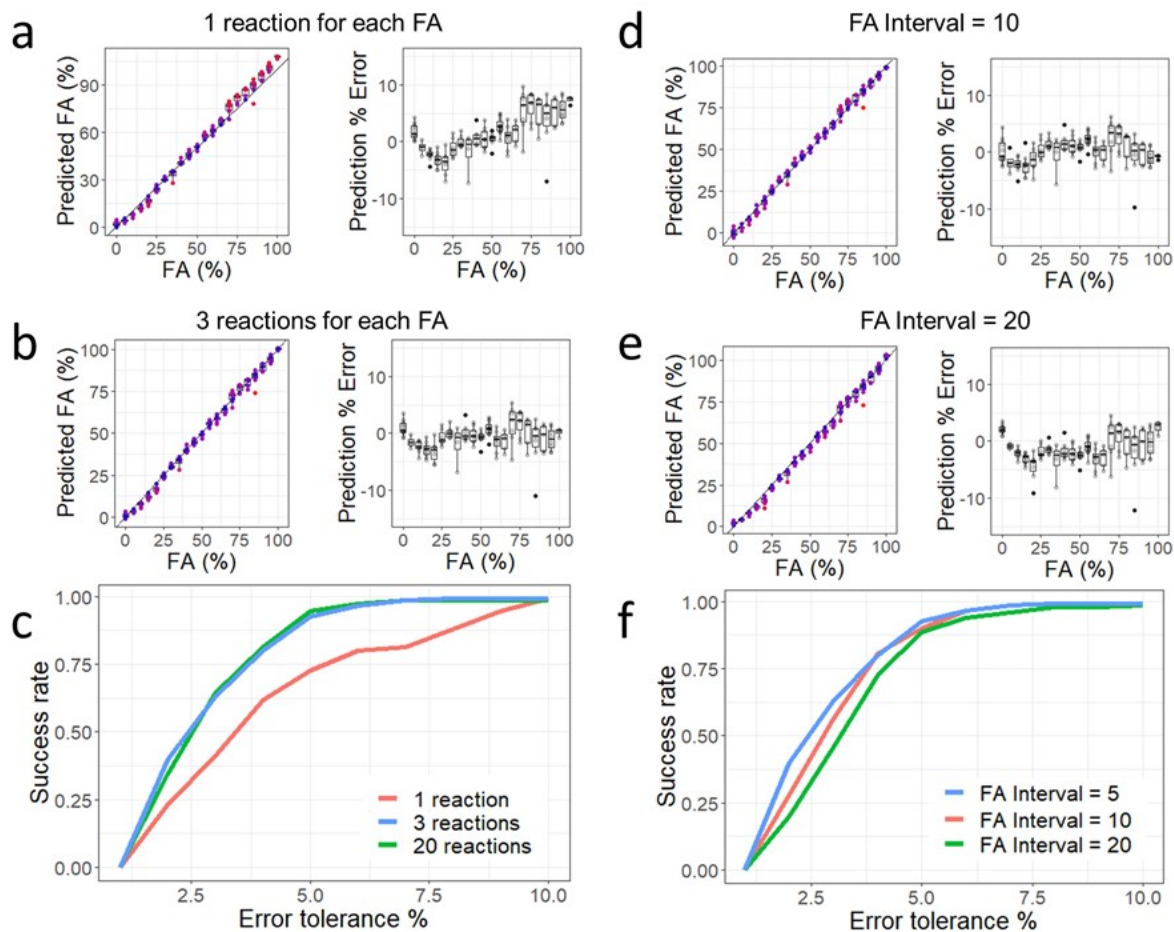 a
1 reaction for each FA
Predicted FA (%)
90
60
30
0
0 25 50 75 100
FA (%)
Prediction % Error
10
0
-10
0 25 50 75 100
FA (%)
d
FA Interval = 10
Predicted FA (%)
100
75
50
25
0
0 25 50 75 100
FA (%)
Prediction % Error
10
0
-10
0 25 50 75 100
FA (%)
b
3 reactions for each FA
Predicted FA (%)
100
75
50
25
0
0 25 50 75 100
FA (%)
Prediction % Error
10
0
-10
0 25 50 75 100
FA (%)
e
FA Interval = 20
Predicted FA (%)
100
75
50
25
0
0 25 50 75 100
FA (%)
Prediction % Error
10
0
-10
0 25 50 75 100
FA (%)
c
Success rate
1.00
0.75
0.50
0.25
0.00
1 reaction
3 reactions
20 reactions
2.5 5.0 7.5 10.0
Error tolerance %
f
Success rate
1.00
0.75
0.50
0.25
0.00
FA Interval = 5
FA Interval = 10
FA Interval = 20
2.5 5.0 7.5 10.0
Error tolerance %